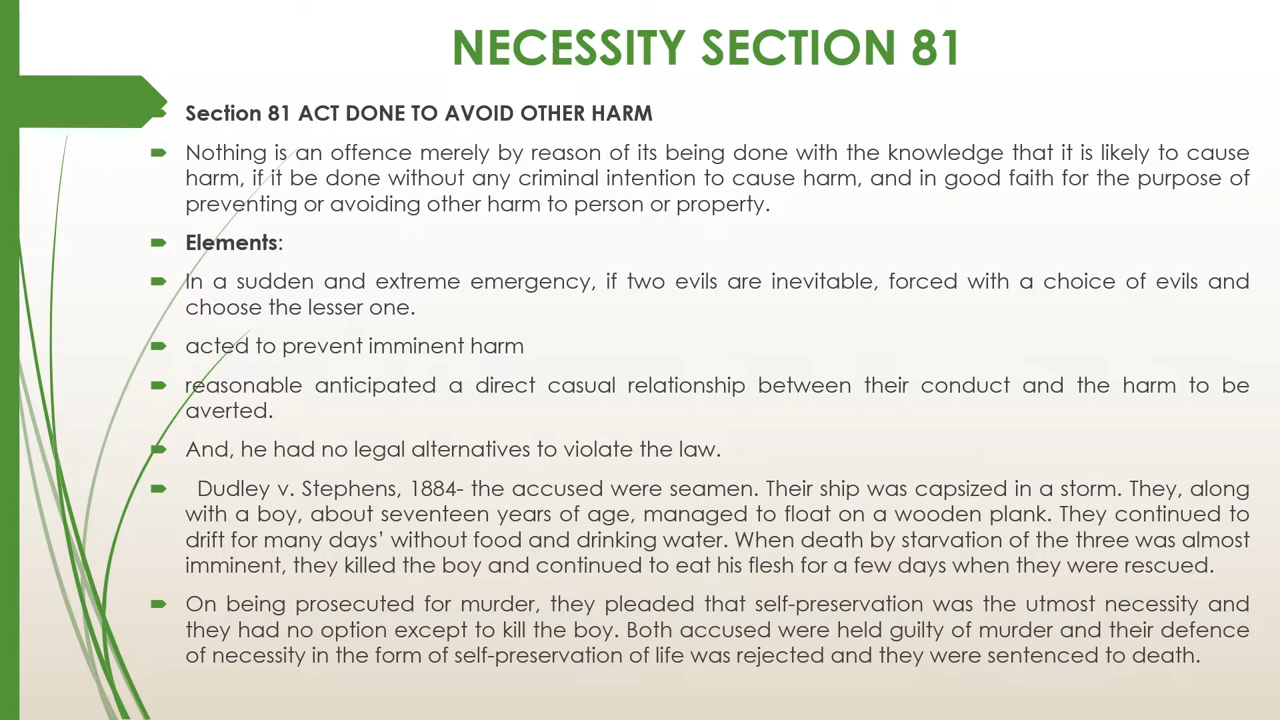 NECESSITY SECTION 81
Section 81 ACT DONE TO AVOID OTHER HARM
Nothing is an offence merely by reason of its being done with the knowledge that it is likely to cause
harm, if it be done without any criminal intention to cause harm, and in good faith for the purpose of
preventing or avoiding other harm to person or property.
Elements:
In a sudden and extreme emergency, if two evils are inevitable, forced with a choice of evils and
choose the lesser one.
acted to prevent imminent harm
reasonable anticipated a direct casual relationship between their conduct and the harm to be
averted.
And, he had no legal alternatives to violate the law.
Dudley v. Stephens, 1884- the accused were seamen. Their ship was capsized in a storm. They, along
with a boy, about seventeen years of age, managed to float on a wooden plank. They continued to
drift for many days’ without food and drinking water. When death by starvation of the three was almost
imminent, they killed the boy and continued to eat his flesh for a few days when they were rescued.
On being prosecuted for murder, they pleaded that self-preservation was the utmost necessity and
they had no option except to kill the boy. Both accused were held guilty of murder and their defence
of necessity in the form of self-preservation of life was rejected and they were sentenced to death.